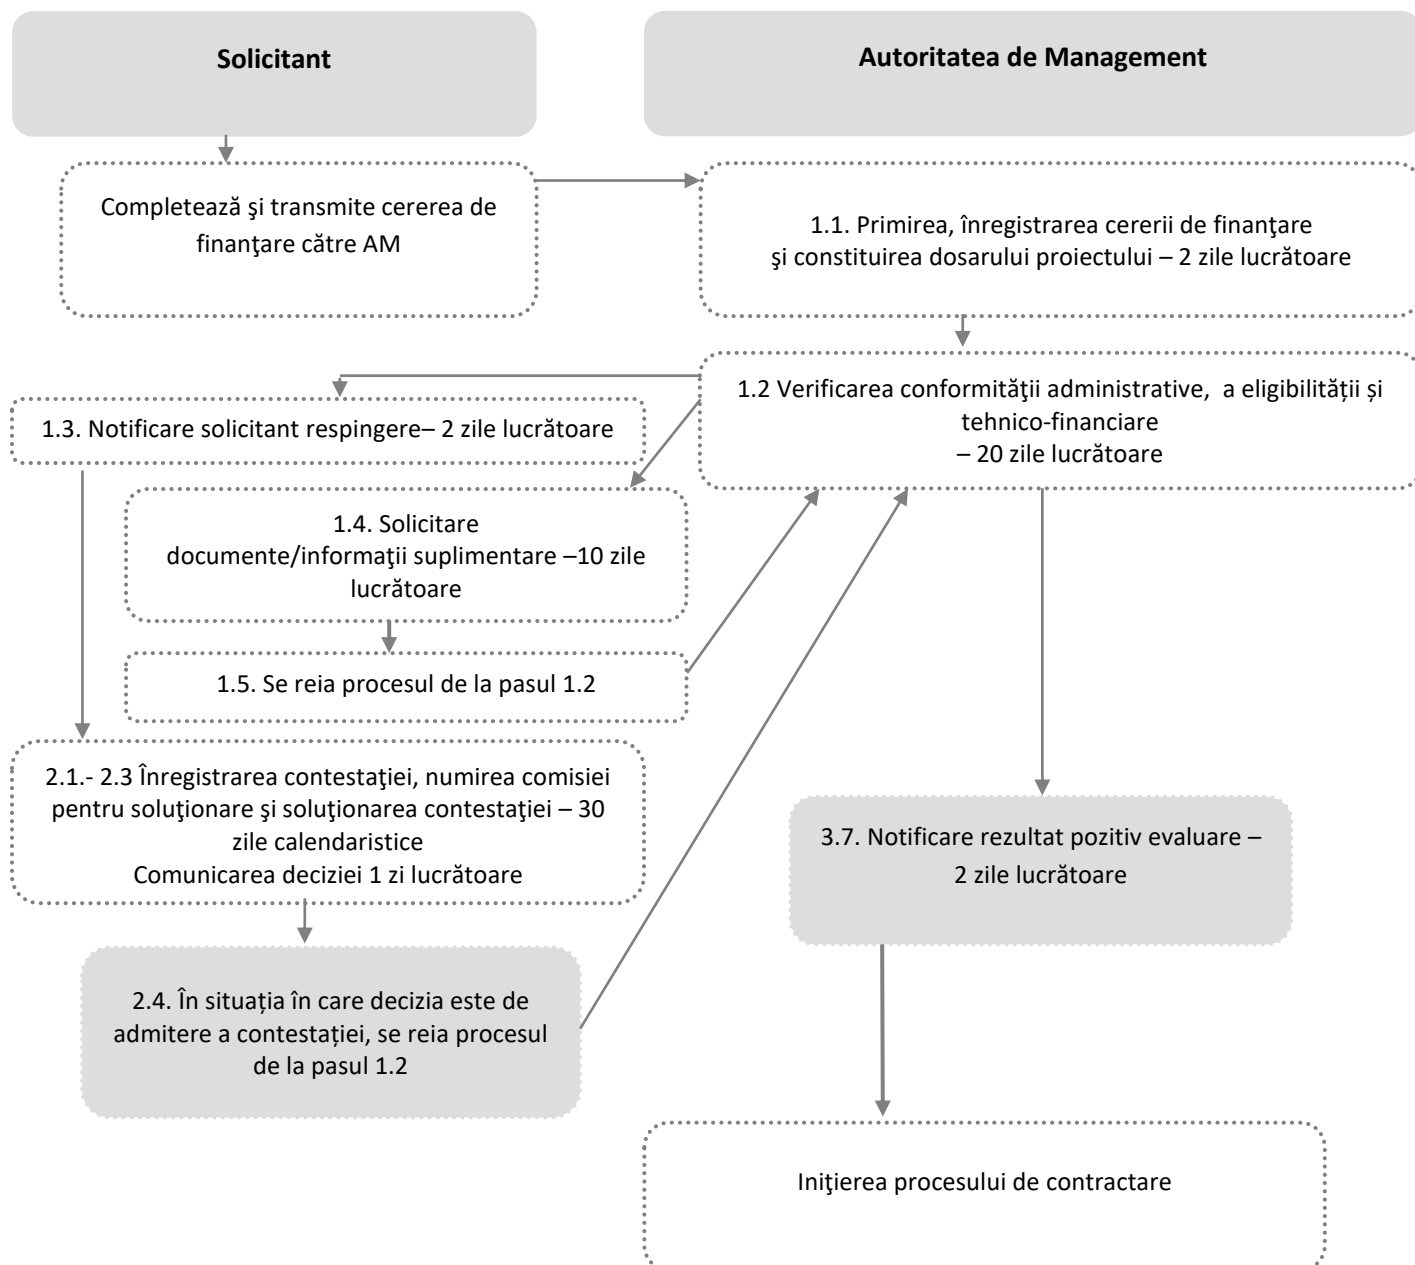 Solicitant
Autoritatea de Management
Completează şi transmite cererea de
finanţare către AM
1.1. Primirea, înregistrarea cererii de finanţare
şi constituirea dosarului proiectului – 2 zile lucrătoare
1.2 Verificarea conformităţii administrative, a eligibilității și
tehnico-financiare
– 20 zile lucrătoare
1.3. Notificare solicitant respingere– 2 zile lucrătoare
1.4. Solicitare
documente/informaţii suplimentare –10 zile
lucrătoare
1.5. Se reia procesul de la pasul 1.2
2.1.- 2.3 Înregistrarea contestaţiei, numirea comisiei
pentru soluţionare şi soluţionarea contestaţiei – 30
zile calendaristice
Comunicarea deciziei 1 zi lucrătoare
3.7. Notificare rezultat pozitiv evaluare –
2 zile lucrătoare
2.4. În situația în care decizia este de
admitere a contestației, se reia procesul
de la pasul 1.2
Iniţierea procesului de contractare